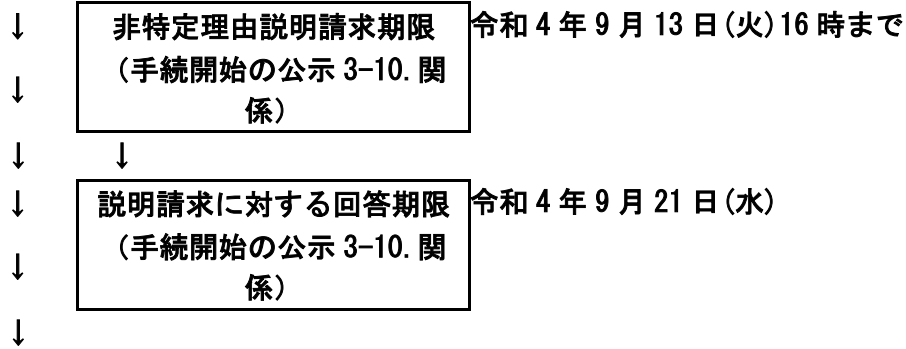 ↓ 非特定理由説明請求期限 令和4年9月13日(火)16時まで
(手続開始の公示3-10.関
↓
係)
↓ ↓
↓ 説明請求に対する回答期限 令和4年9月21日(水)
(手続開始の公示3-10.関
↓
係)
↓